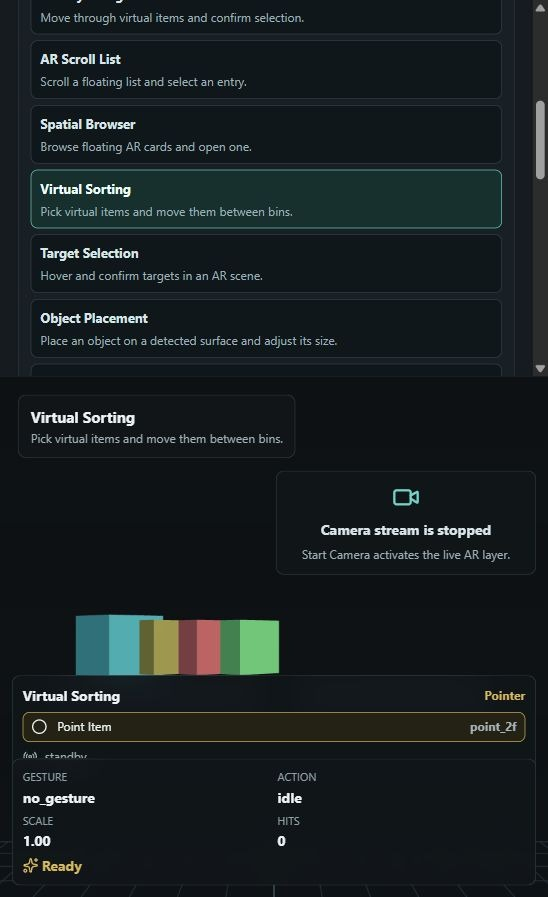 Move through virtual items and confirm selection.
AR Scroll List
Scroll a floating list and select an entry.
Spatial Browser
Browse floating AR cards and open one.
Virtual Sorting
Pick virtual items and move them between bins.
Target Selection
Hover and confirm targets in an AR scene.
Object Placement
Place an object on a detected surface and adjust its size.
Virtual Sorting
Pick virtual items and move them between bins.
Camera stream is stopped
Start Camera activates the live AR layer.
Virtual Sorting Pointer
Point Item point_2f
standby
GESTURE ACTION
no_gesture idle
SCALE HITS
1.00 0
Ready